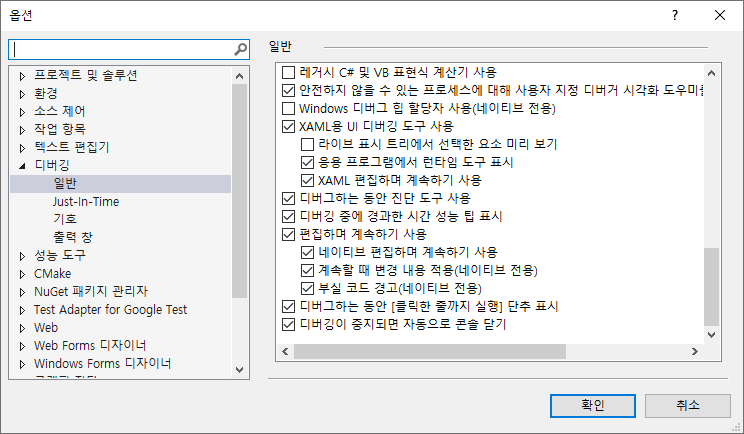 옵션
?
프로젝트 및 솔루션
환경
소스 제어
작업 항목
텍스트 편집기
디버깅
일반
Just-In-Time
기호
출력 창
성능 도구
CMake
NuGet 패키지 관리자
Test Adapter for Google Test
Web
Web Forms 디자이너
Windows Forms 디자이너
일반
레거시 C# 및 VB 표현식 계산기 사용
안전하지 않을 수 있는 프로세스에 대해 사용자 지정 디버거 시각화 도우미를
Windows 디버그 힙 할당자 사용(네이티브 전용)
XAML용 UI 디버깅 도구 사용
라이브 표시 트리에서 선택한 요소 미리 보기
응용 프로그램에서 런타임 도구 표시
XAML 편집하며 계속하기 사용
디버그하는 동안 진단 도구 사용
디버깅 중에 경과한 시간 성능 팁 표시
편집하며 계속하기 사용
네이티브 편집하며 계속하기 사용
계속할 때 변경 내용 적용(네이티브 전용)
부실 코드 경고(네이티브 전용)
디버그하는 동안 [클릭한 줄까지 실행] 단추 표시
디버깅이 중지되면 자동으로 콘솔 닫기
확인
취소